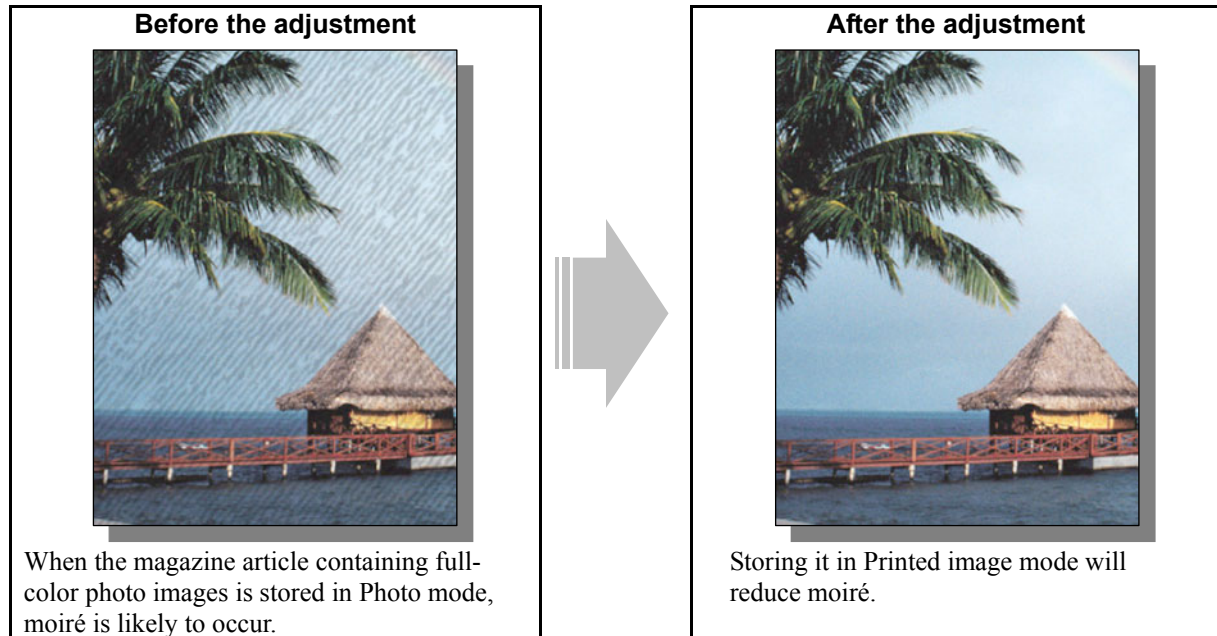 Before the adjustment
When the magazine article containing full-
color photo images is stored in Photo mode,
moiré is likely to occur.
After the adjustment
Storing it in Printed image mode will
reduce moiré.